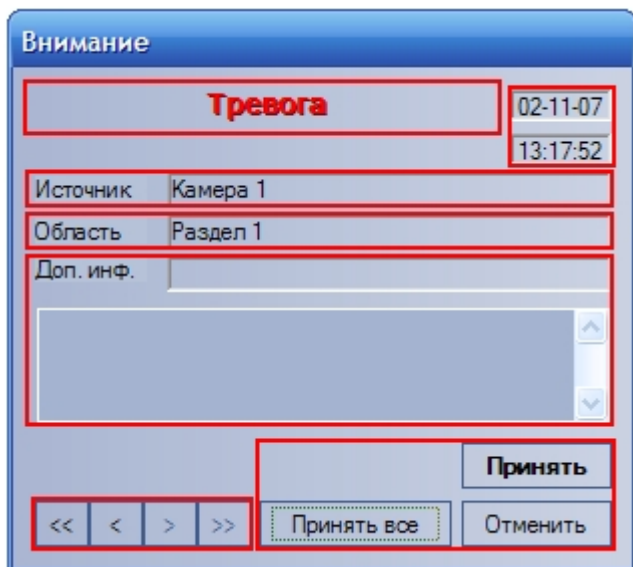 Внимание
Тревога 02-11-07
13:17:52
Источник Камера 1
Область Раздел 1
Доп. инф.
Принять
<< < > >> Принять все Отменить